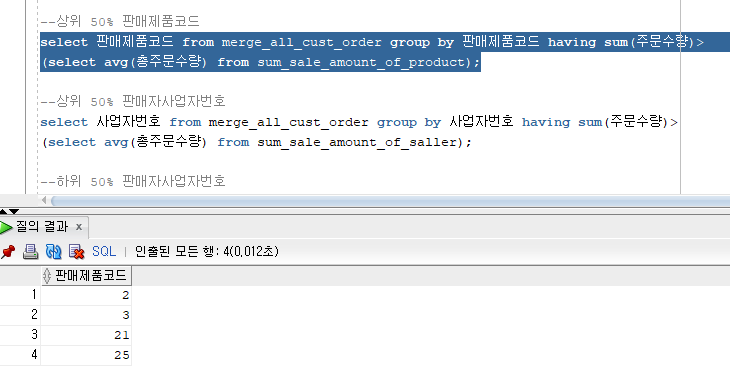 --상위 50% 판매제품코드
select 판매제품코드 from merge_all_cust_order group by 판매제품코드 having sum(주문수량)>
(select avg(총주문수량) from sum_sale_amount_of_product);
--상위 50% 판매자사업자번호
select 사업자번호 from merge_all_cust_order group by 사업자번호 having sum(주문수량)>
(select avg(총주문수량) from sum_sale_amount_of_saller);
--하위 50% 판매자사업자번호
질의 결과 x
SQL | 인출된 모든 행: 4(0,012초)
판매제품코드
1 2
2 3
3 21
4 25